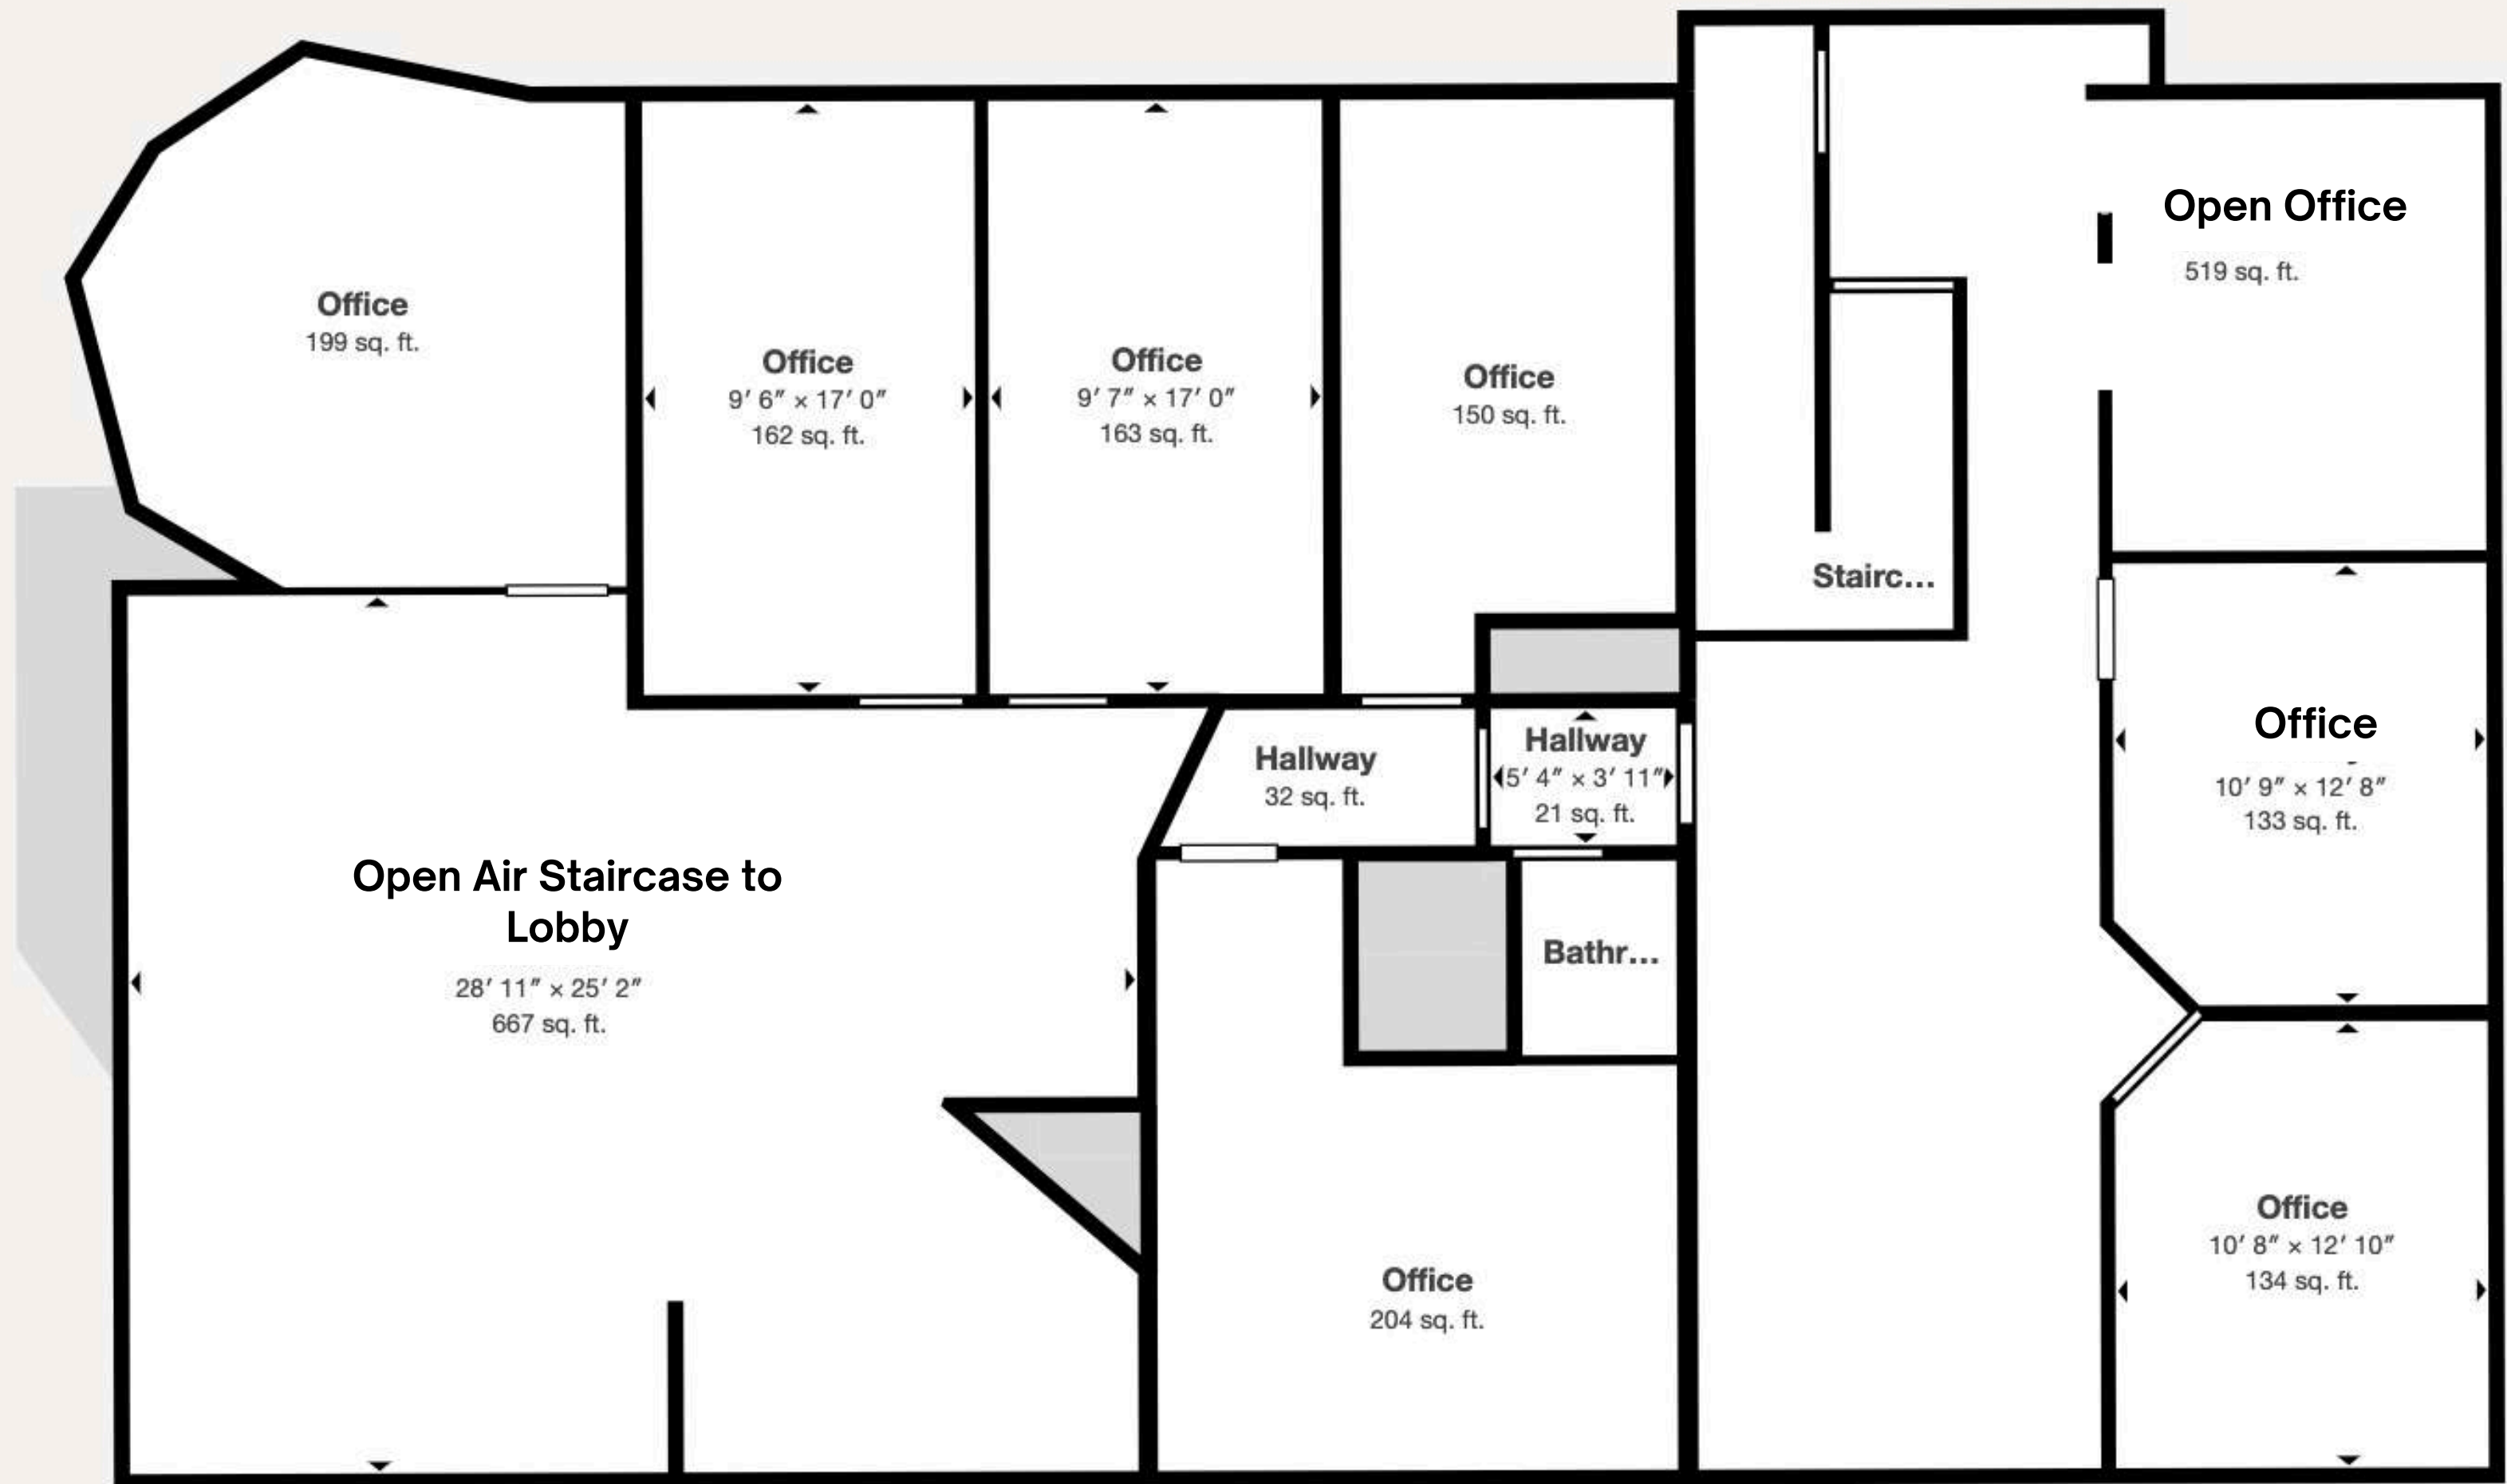 Open Office
519 sq. ft.
Office
199 sq. ft.
Office
9' 6" × 17' 0"
162 sq. ft.
Office
9' 7" × 17' 0"
163 sq. ft.
Office
150 sq. ft.
Stairc...
Office
10' 9" × 12' 8"
133 sq. ft.
Hallway
32 sq. ft.
Hallway
5' 4" × 3' 11"
21 sq. ft.
Open Air Staircase to
Lobby
28' 11" × 25' 2"
667 sq. ft.
Bathr...
Office
204 sq. ft.
Office
10' 8" × 12' 10"
134 sq. ft.